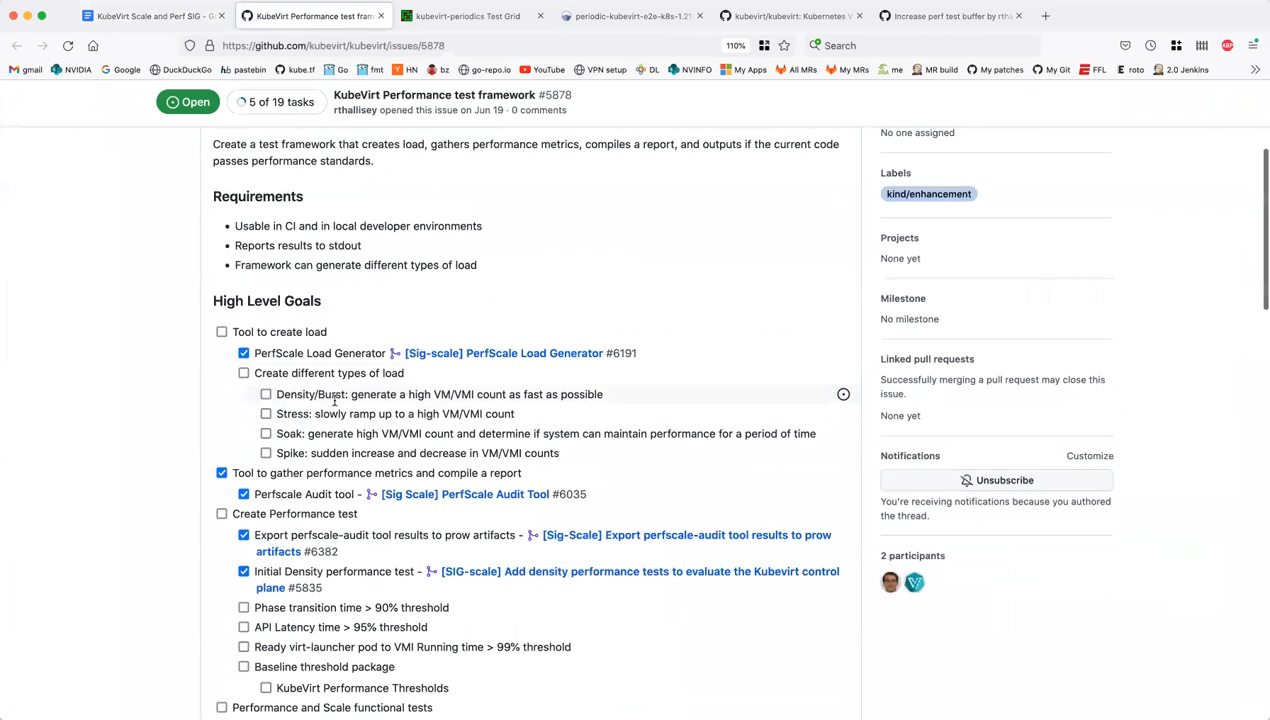 KubeVirt Scale and Perf SIG - G
KubeVirt Performance test fram
kubevirt-periodics Test Grid
periodic-kubevirt-e2e-k8s-1.21
kubevirt/kubevirt: Kubernetes V
Increase perf test buffer by rtha
https://github.com/kubevirt/kubevirt/issues/5878
110%
Search
gmail
NVIDIA
Google
DuckDuckGo
hb pastebin
kube.tf
Go
fmt
HN
bz
go-repo.io
YouTube
VPN setup
DL
NVINFO
My Apps
All MRs
My MRs
me
MR build
My patches
My Git
FFL
roto
2.0 Jenkins
Open
5 of 19 tasks
KubeVirt Performance test framework #5878
rthallisey opened this issue on Jun 19 · 0 comments
Create a test framework that creates load, gathers performance metrics, compiles a report, and outputs if the current code
passes performance standards.
Requirements
• Usable in CI and in local developer environments
• Reports results to stdout
• Framework can generate different types of load
High Level Goals
Tool to create load
PerfScale Load Generator [Sig-scale] PerfScale Load Generator #6191
Create different types of load
Density/Burst: generate a high VM/VMI count as fast as possible
Stress: slowly ramp up to a high VM/VMI count
Soak: generate high VM/VMI count and determine if system can maintain performance for a period of time
Spike: sudden increase and decrease in VM/VMI counts
Tool to gather performance metrics and compile a report
Perfscale Audit tool - [Sig Scale] PerfScale Audit Tool #6035
Create Performance test
Export perfscale-audit tool results to prow artifacts - [Sig-Scale] Export perfscale-audit tool results to prow
artifacts #6382
Initial Density performance test - [SIG-scale] Add density performance tests to evaluate the Kubevirt control
plane #5835
Phase transition time > 90% threshold
API Latency time > 95% threshold
Ready virt-launcher pod to VMI Running time > 99% threshold
Baseline threshold package
KubeVirt Performance Thresholds
Performance and Scale functional tests
No one assigned
Labels
kind/enhancement
Projects
None yet
Milestone
No milestone
Linked pull requests
Successfully merging a pull request may close this
issue.
None yet
Notifications
Customize
Unsubscribe
You're receiving notifications because you authored
the thread.
2 participants